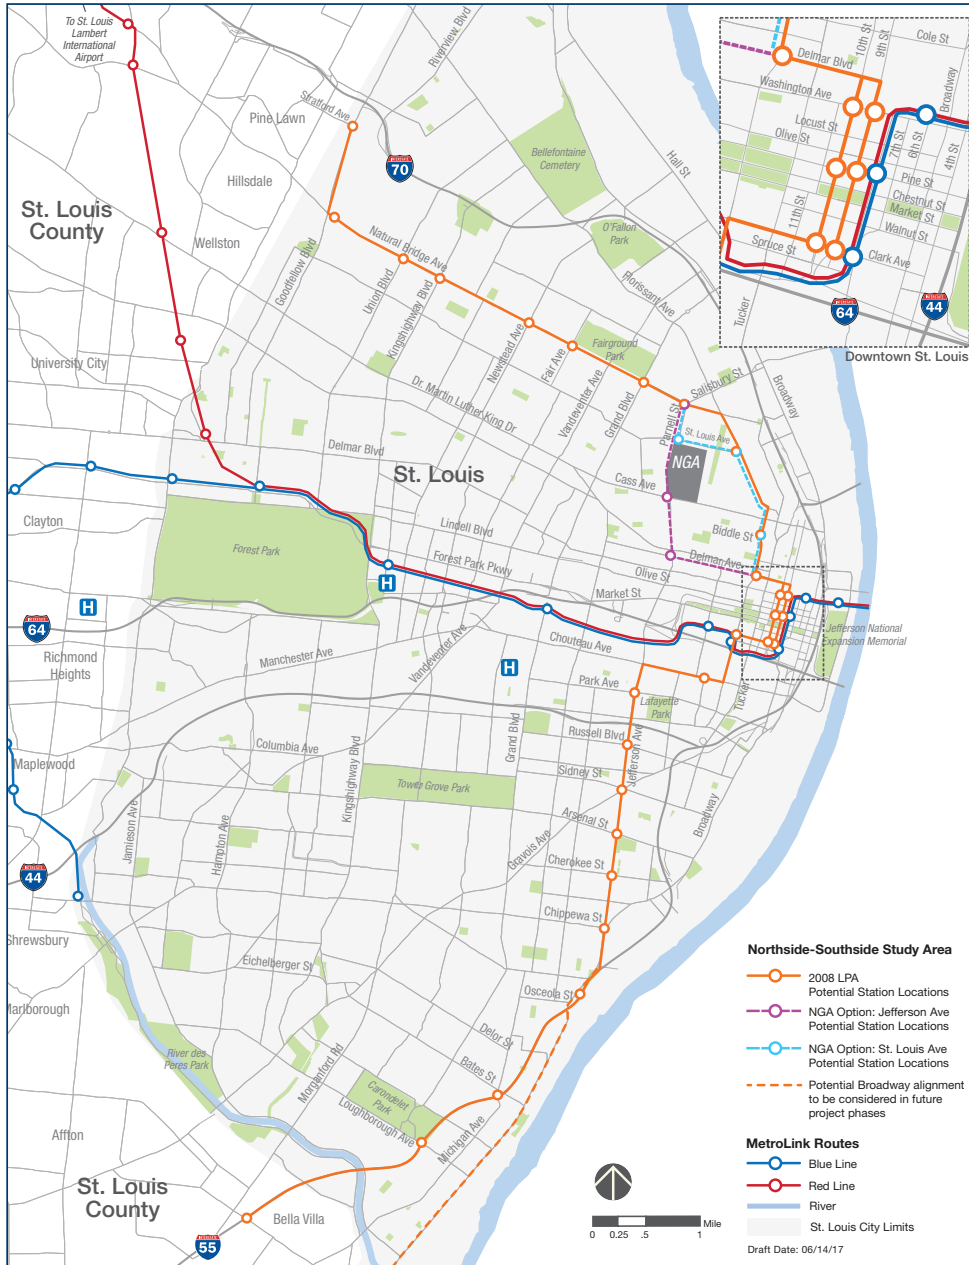 To St. Louis
Lambert
International
Airport
Stratford Ave
Riverview Blvd
Pine Lawn
Hillsdale
St. Louis
County
Wellston
INTERSTATE
70
Bellefontaine
Cemetery
Hall St
O'Fallon
Park
Florissant Ave
Natural Bridge Ave
Goodfellow Blvd
Union Blvd
Kingshighway Blvd
Newstead Ave
Fair Ave
Fairground
Park
Vandeventer Ave
Grand Blvd
Salisbury St
Broadway
University City
Dr. Martin Luther King Dr
Parnell St
St. Louis Ave
Delmar Blvd
St. Louis
NGA
Cass Ave
Clayton
Lindell Blvd
Biddle St
Forest Park
Forest Park Pkwy
Delmar Ave
Olive St
Market St
H
H
64
Jefferson National
Expansion Memorial
Richmond
Heights
Manchester Ave
Vandeventer Ave
Chouteau Ave
H
Park Ave
Lafayette
Park
Tucker
Maplewood
Columbia Ave
Grand Blvd
Russell Blvd
Jefferson Ave
Sidney St
Kingshighway Blvd
Tower Grove Park
Broadway
Jamieson Ave
Hampton Ave
Arsenal St
Gravois Ave
Cherokee St
44
Chippewa St
Shrewsbury
Eichelberger St
Osceola St
Marlborough
Delor St
River des
Peres Park
Morganford Rd
Bates St
Carondelet
Park
Loughborough Ave
Michigan Ave
Affton
St. Louis
County
Bella Villa
55
10th St
9th St
Cole St
Delmar Blvd
Washington Ave
Broadway
Locust St
Olive St
7th St
6th St
4th St
Pine St
Chestnut St
Market St
11th St
Walnut St
Spruce St
Clark Ave
Tucker
64
44
Downtown St. Louis
Northside-Southside Study Area
2008 LPA
Potential Station Locations
NGA Option: Jefferson Ave
Potential Station Locations
NGA Option: St. Louis Ave
Potential Station Locations
Potential Broadway alignment
to be considered in future
project phases
MetroLink Routes
Blue Line
Red Line
River
St. Louis City Limits
Draft Date: 06/14/17
0 0.25 .5 1 Mile